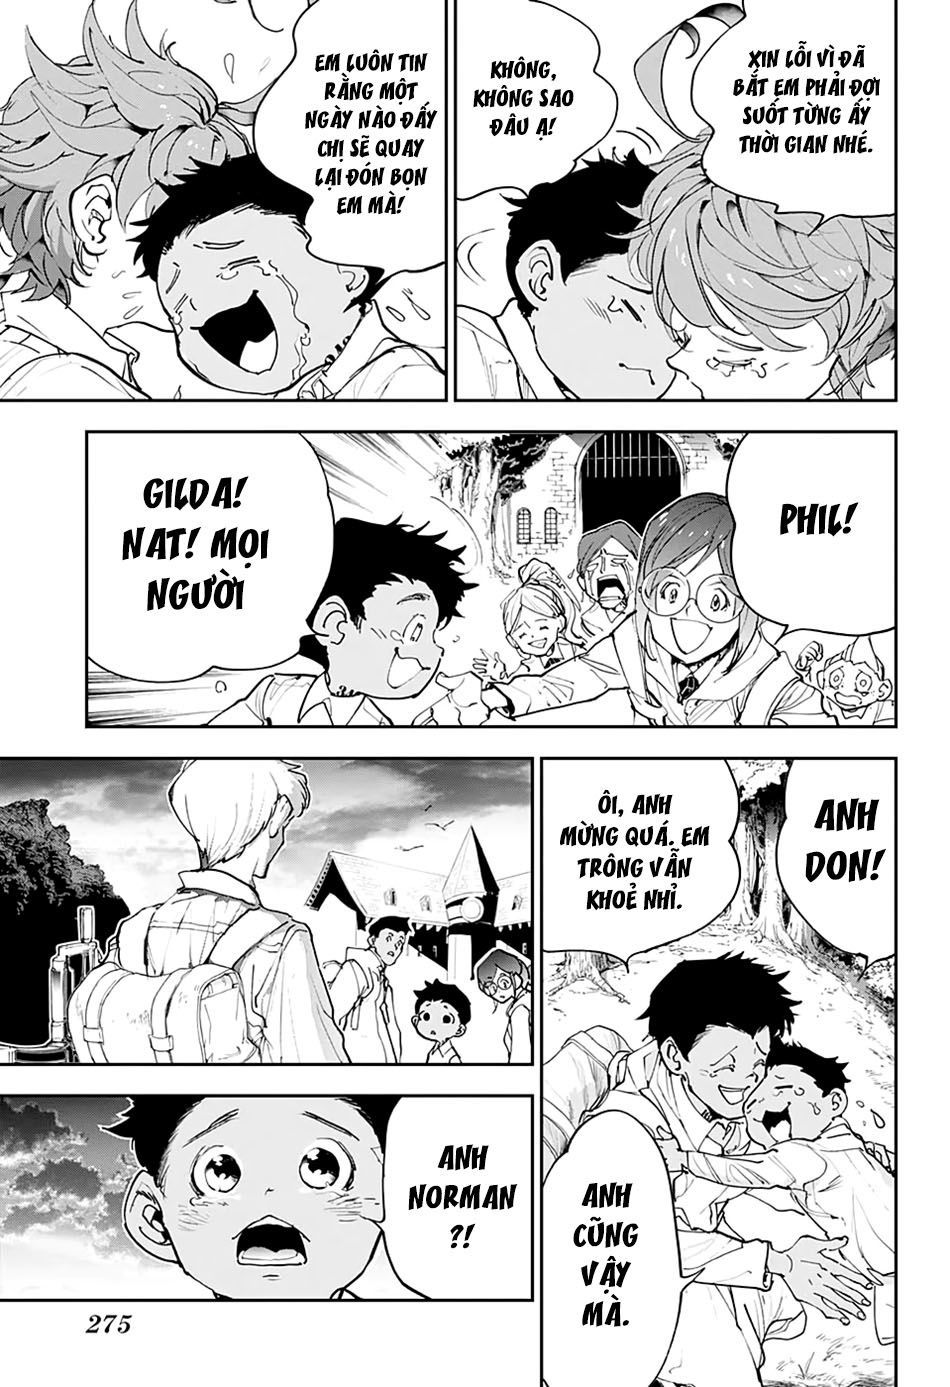 XIN LỖI VÌ ĐÃ
BẮT EM PHẢI ĐỢI
SUỐT TỪNG ẤY
THỜI GIAN NHÉ.
KHÔNG,
KHÔNG SAO
ĐÂU Ạ!
EM LUÔN TIN
RẰNG MỘT
NGÀY NÀO ĐẤY
CHỊ SẼ QUAY
LẠI ĐÓN BỌN
EM MÀ!
PHIL!
GILDA!
NAT! MỌI
NGƯỜI
ANH
DON!
ÔI, ANH
MỪNG QUÁ. EM
TRÔNG VẪN
KHOẺ NHỈ.
ANH
CŨNG
VẬY
MÀ.
ANH
NORMAN
?!
275